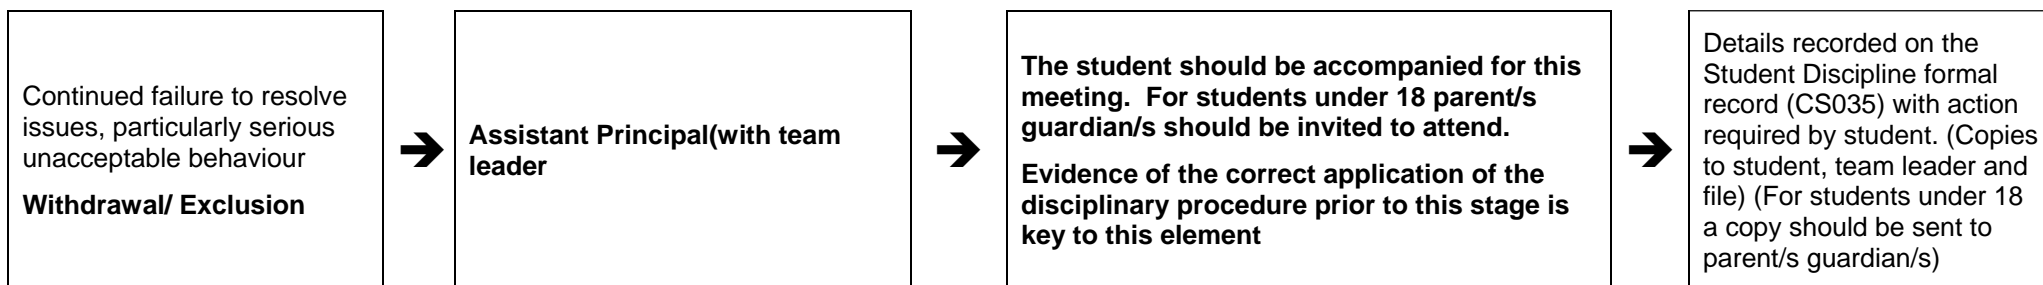 Continued failure to resolve
issues, particularly serious
unacceptable behaviour
Withdrawal/ Exclusion
Assistant Principal(with team
leader
The student should be accompanied for this
meeting.  For students under 18 parent/s
guardian/s should be invited to attend.
Evidence of the correct application of the
disciplinary procedure prior to this stage is
key to this element
Details recorded on the
Student Discipline formal
record (CS035) with action
required by student. (Copies
to student, team leader and
file) (For students under 18
a copy should be sent to
parent/s guardian/s)